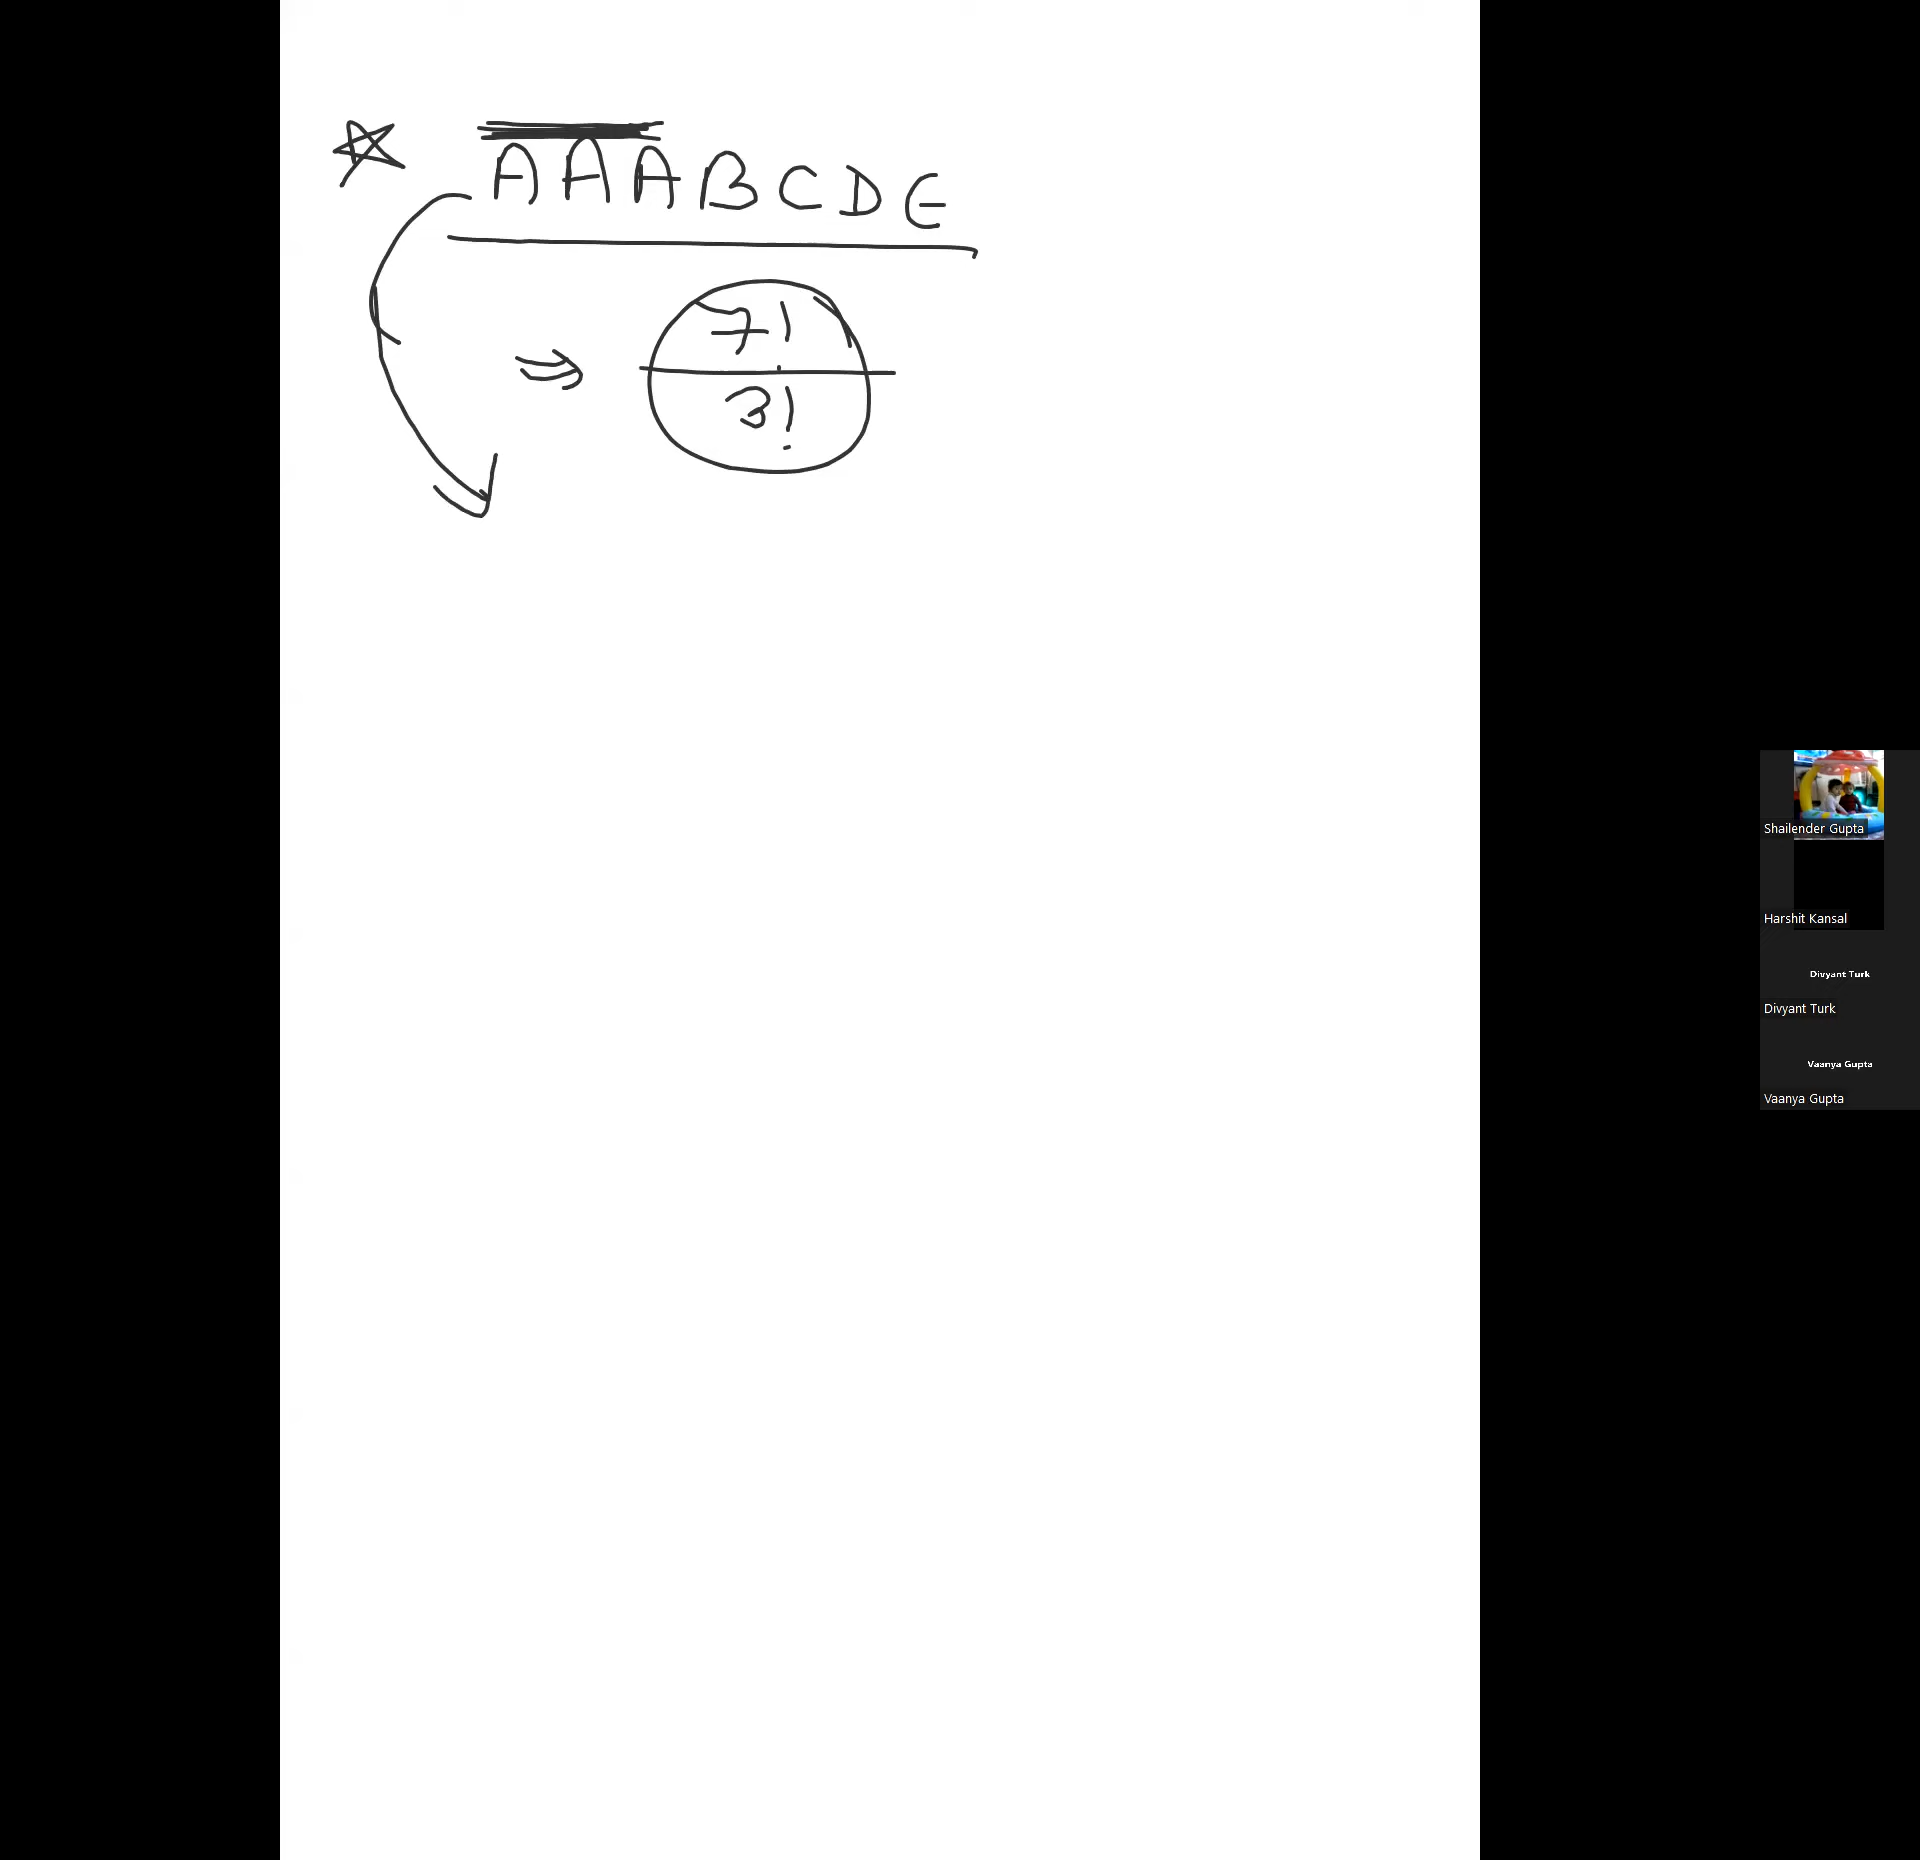 AAABCDE
7!
3!
Shailender Gupta
Harshit Kansal
Divyant Turk
Divyant Turk
Vaanya Gupta
Vaanya Gupta